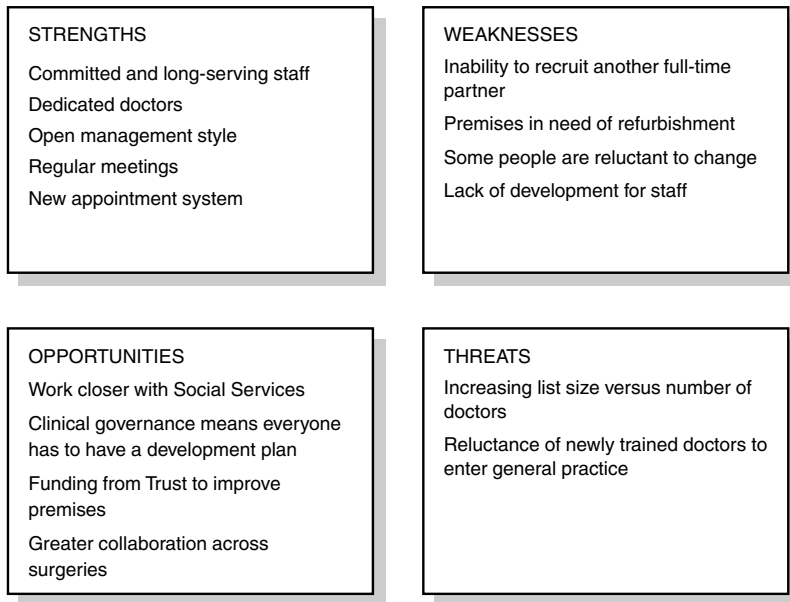 STRENGTHS
Committed and long-serving staff
Dedicated doctors
Open management style
Regular meetings
New appointment system
WEAKNESSES
Inability to recruit another full-time
partner
Premises in need of refurbishment
Some people are reluctant to change
Lack of development for staff
OPPORTUNITIES
Work closer with Social Services
Clinical governance means everyone
has to have a development plan
Funding from Trust to improve
premises
Greater collaboration across
surgeries
THREATS
Increasing list size versus number of
doctors
Reluctance of newly trained doctors to
enter general practice